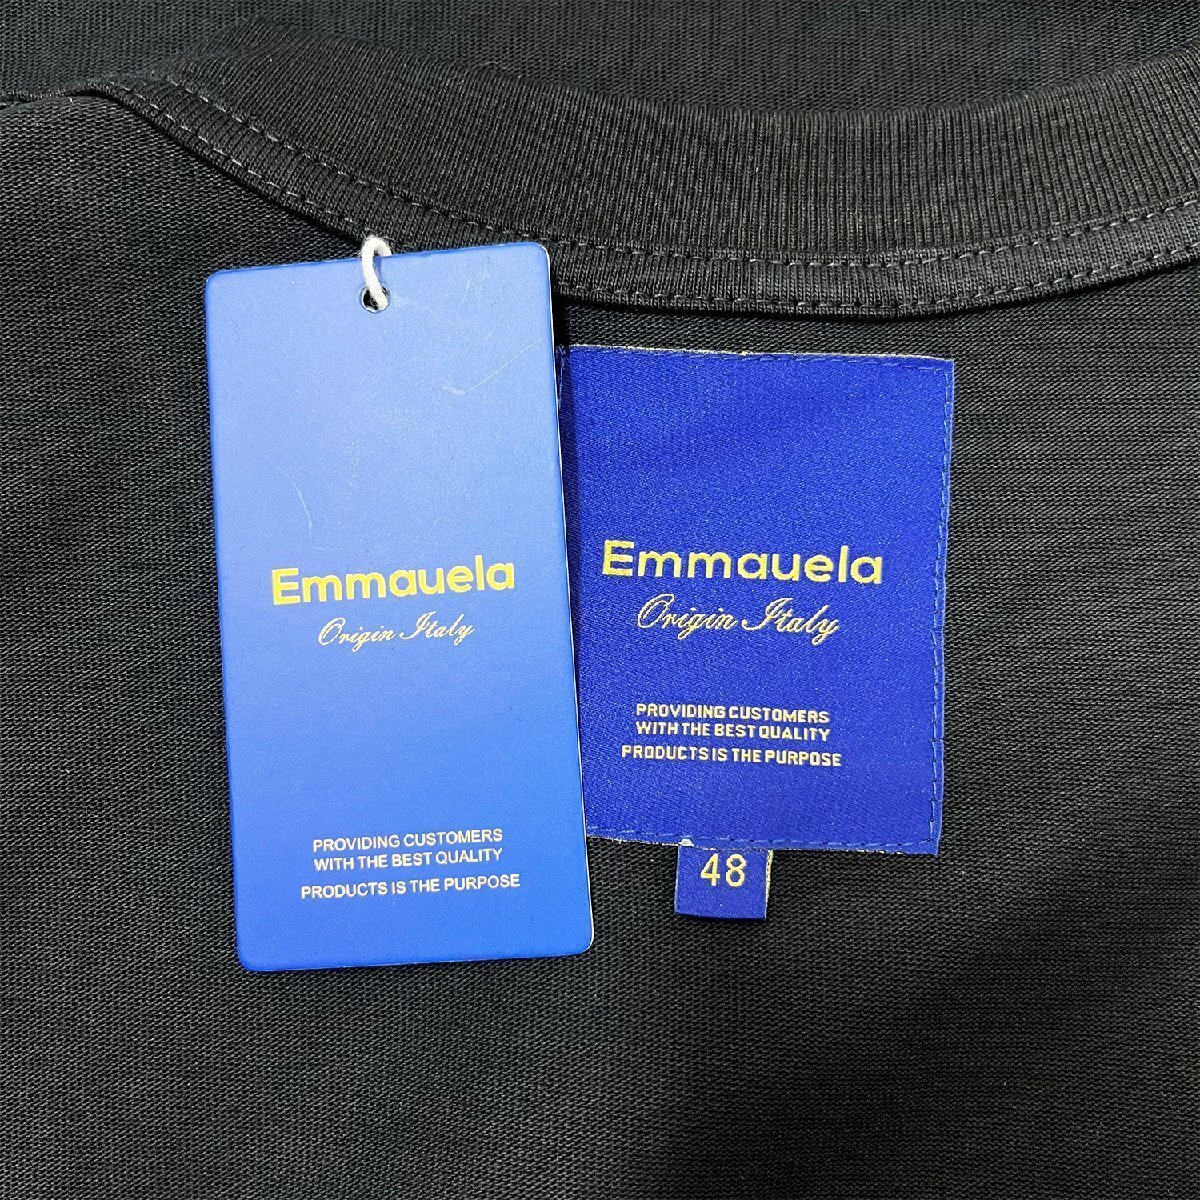 Emmauela
Origin Italy
PROVIDING CUSTOMERS
WITH THE BEST QUALITY
PRODUCTS IS THE PURPOSE
Emmauela
Origin Italy
PROVIDING CUSTOMERS
WITH THE BEST QUALITY
PRODUCTS IS THE PURPOSE
48